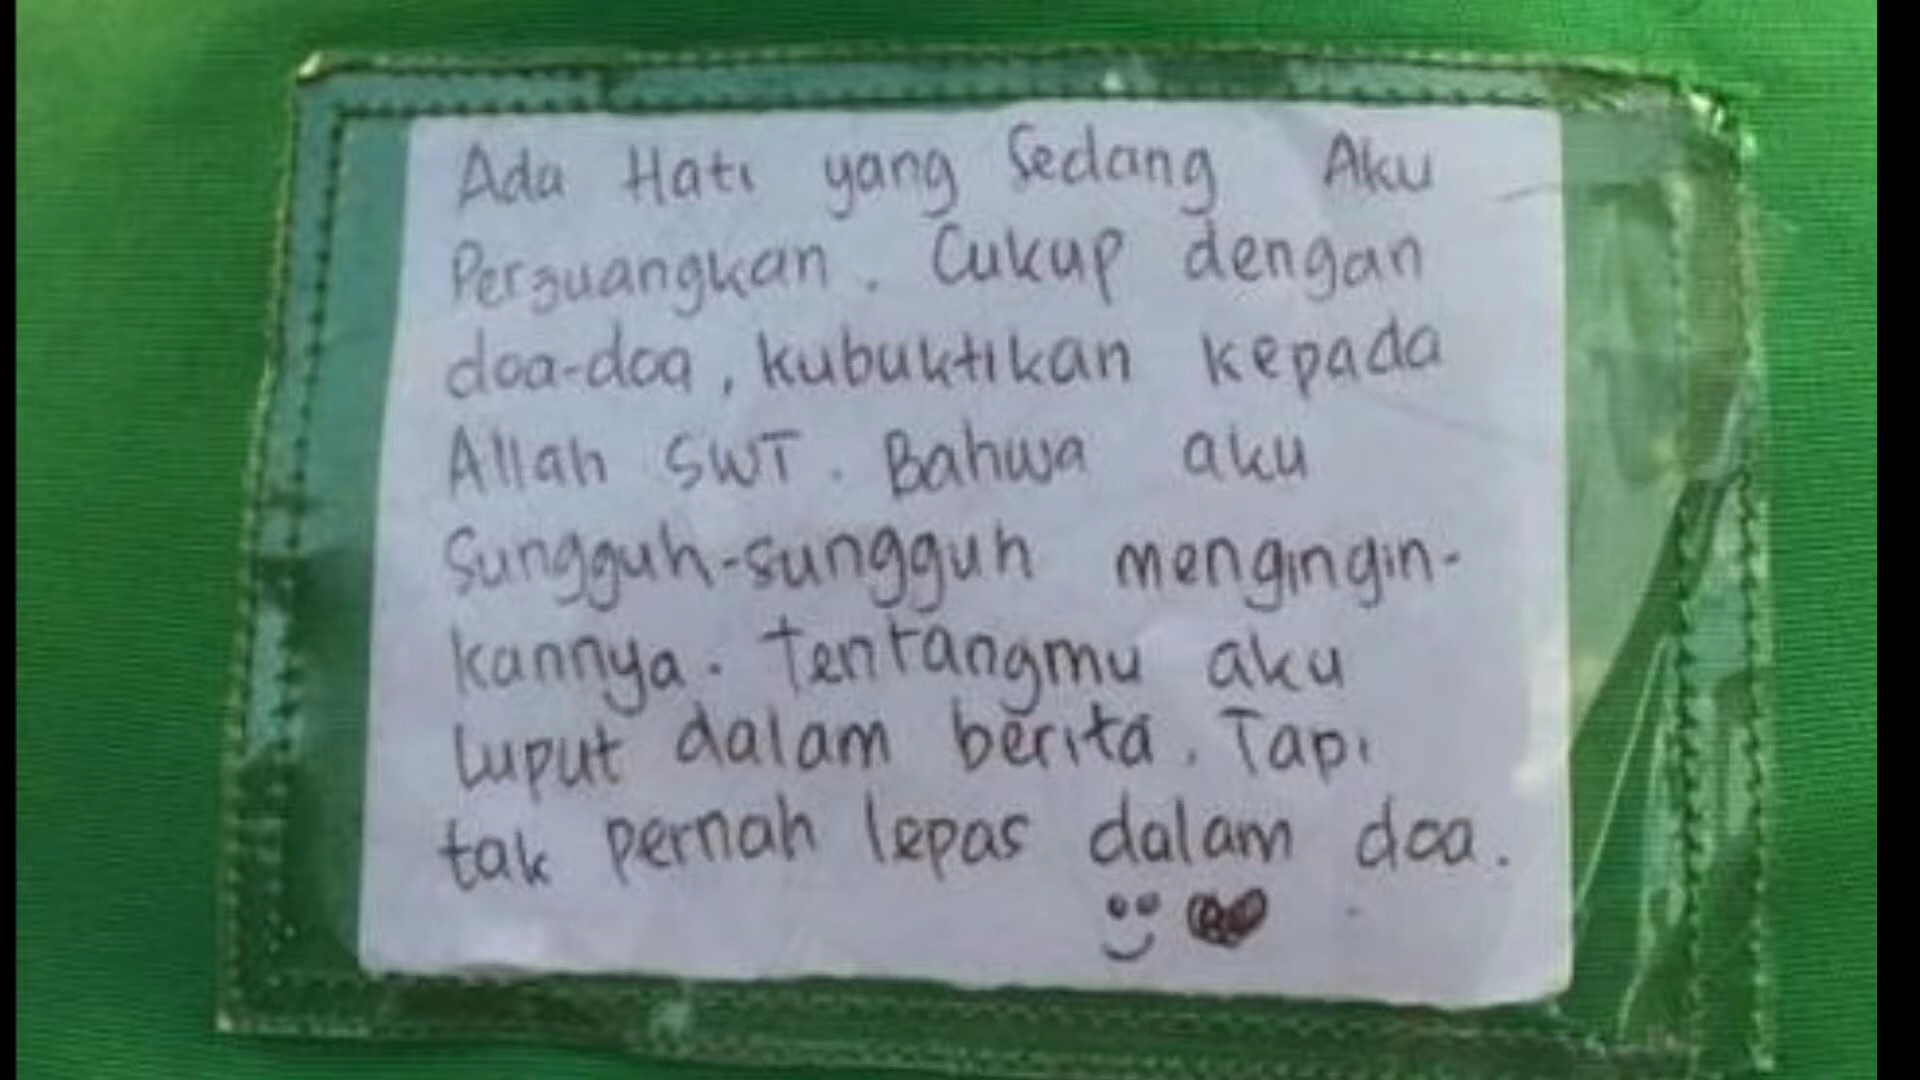 Ada Hati yang Sedang Aku
Perjuangkan. Cukup dengan
doa-doa, kubuktikan kepada
Allah SWT. Bahwa aku
Sungguh-sungguh mengingin-
kannya. Tentangmu aku
luput dalam berita. Tapi
tak pernah lepas dalam doa.